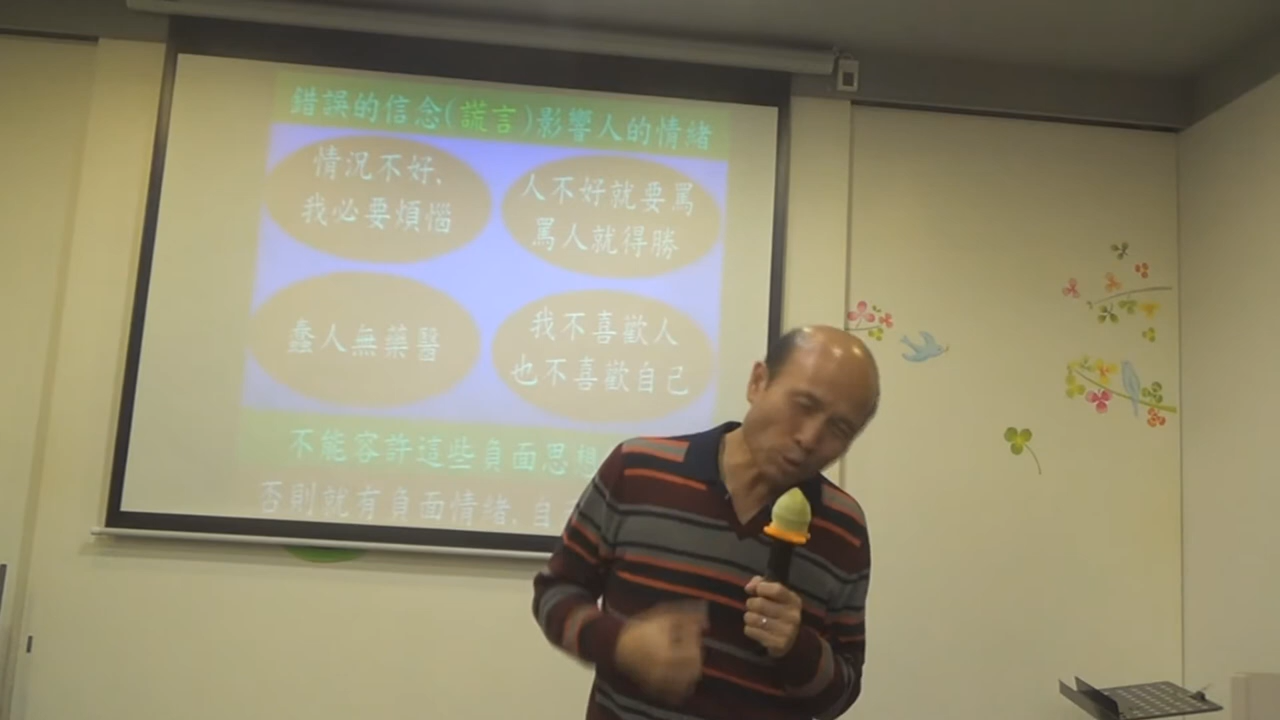 錯誤的信念(謊言)影響人的情緒
情況不好,
我必要煩惱
人不好就要罵
罵人就得勝
蠢人無藥醫
我不喜歡人
也不喜歡自己
不能容許這些負面思想
否則就有負面情緒,自